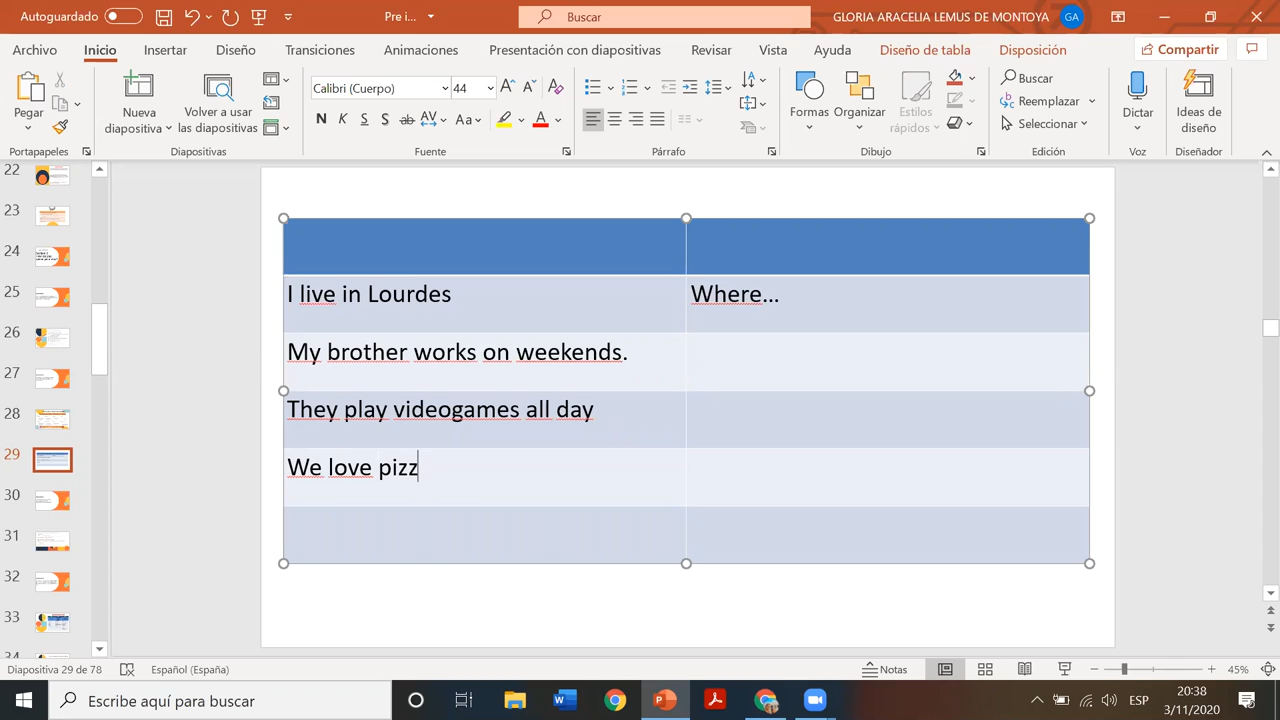 Autoguardado
Pre i...
Buscar
GLORIA ARACELIA LEMUS DE MONTOYA
GA
Archivo
Inicio
Insertar
Diseño
Transiciones
Animaciones
Presentación con diapositivas
Revisar
Vista
Ayuda
Diseño de tabla
Disposición
Compartir
Pegar
Nueva
diapositiva
Volver a usar
las diapositivas
Calibri (Cuerpo)
44
N K S S ab AV Aa A
Formas
Organizar
Estilos
rápidos
Buscar
Reemplazar
Seleccionar
Dictar
Ideas de
diseño
Portapapeles
Diapositivas
Fuente
Párrafo
Dibujo
Edición
Voz
Diseñador
22
23
24
25
26
27
28
29
30
31
32
33
I live in Lourdes
Where...
My brother works on weekends.
They play videogames all day
We love pizz
Diapositiva 29 de 78
Español (España)
Notas
45%
Escribe aquí para buscar
ESP
20:38
3/11/2020